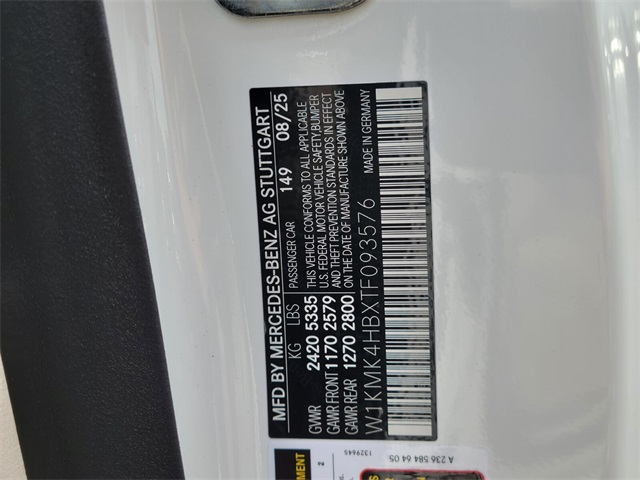 MFD BY MERCEDES-BENZ AG STUTTGART
149 08/25
KG LBS PASSENGER CAR
GVWR 2420 5335 THIS VEHICLE CONFORMS TO ALL APPLICABLE
U.S. FEDERAL MOTOR VEHICLE SAFETY,BUMPER
GAWR FRONT 1170 2579 AND THEFT PREVENTION STANDARDS IN EFFECT
GAWR REAR 1270 2800 ON THE DATE OF MANUFACTURE SHOWN ABOVE
W1KMK4HBXTF093576 MADE IN GERMANY
A 236 584 64 05
1329645
2